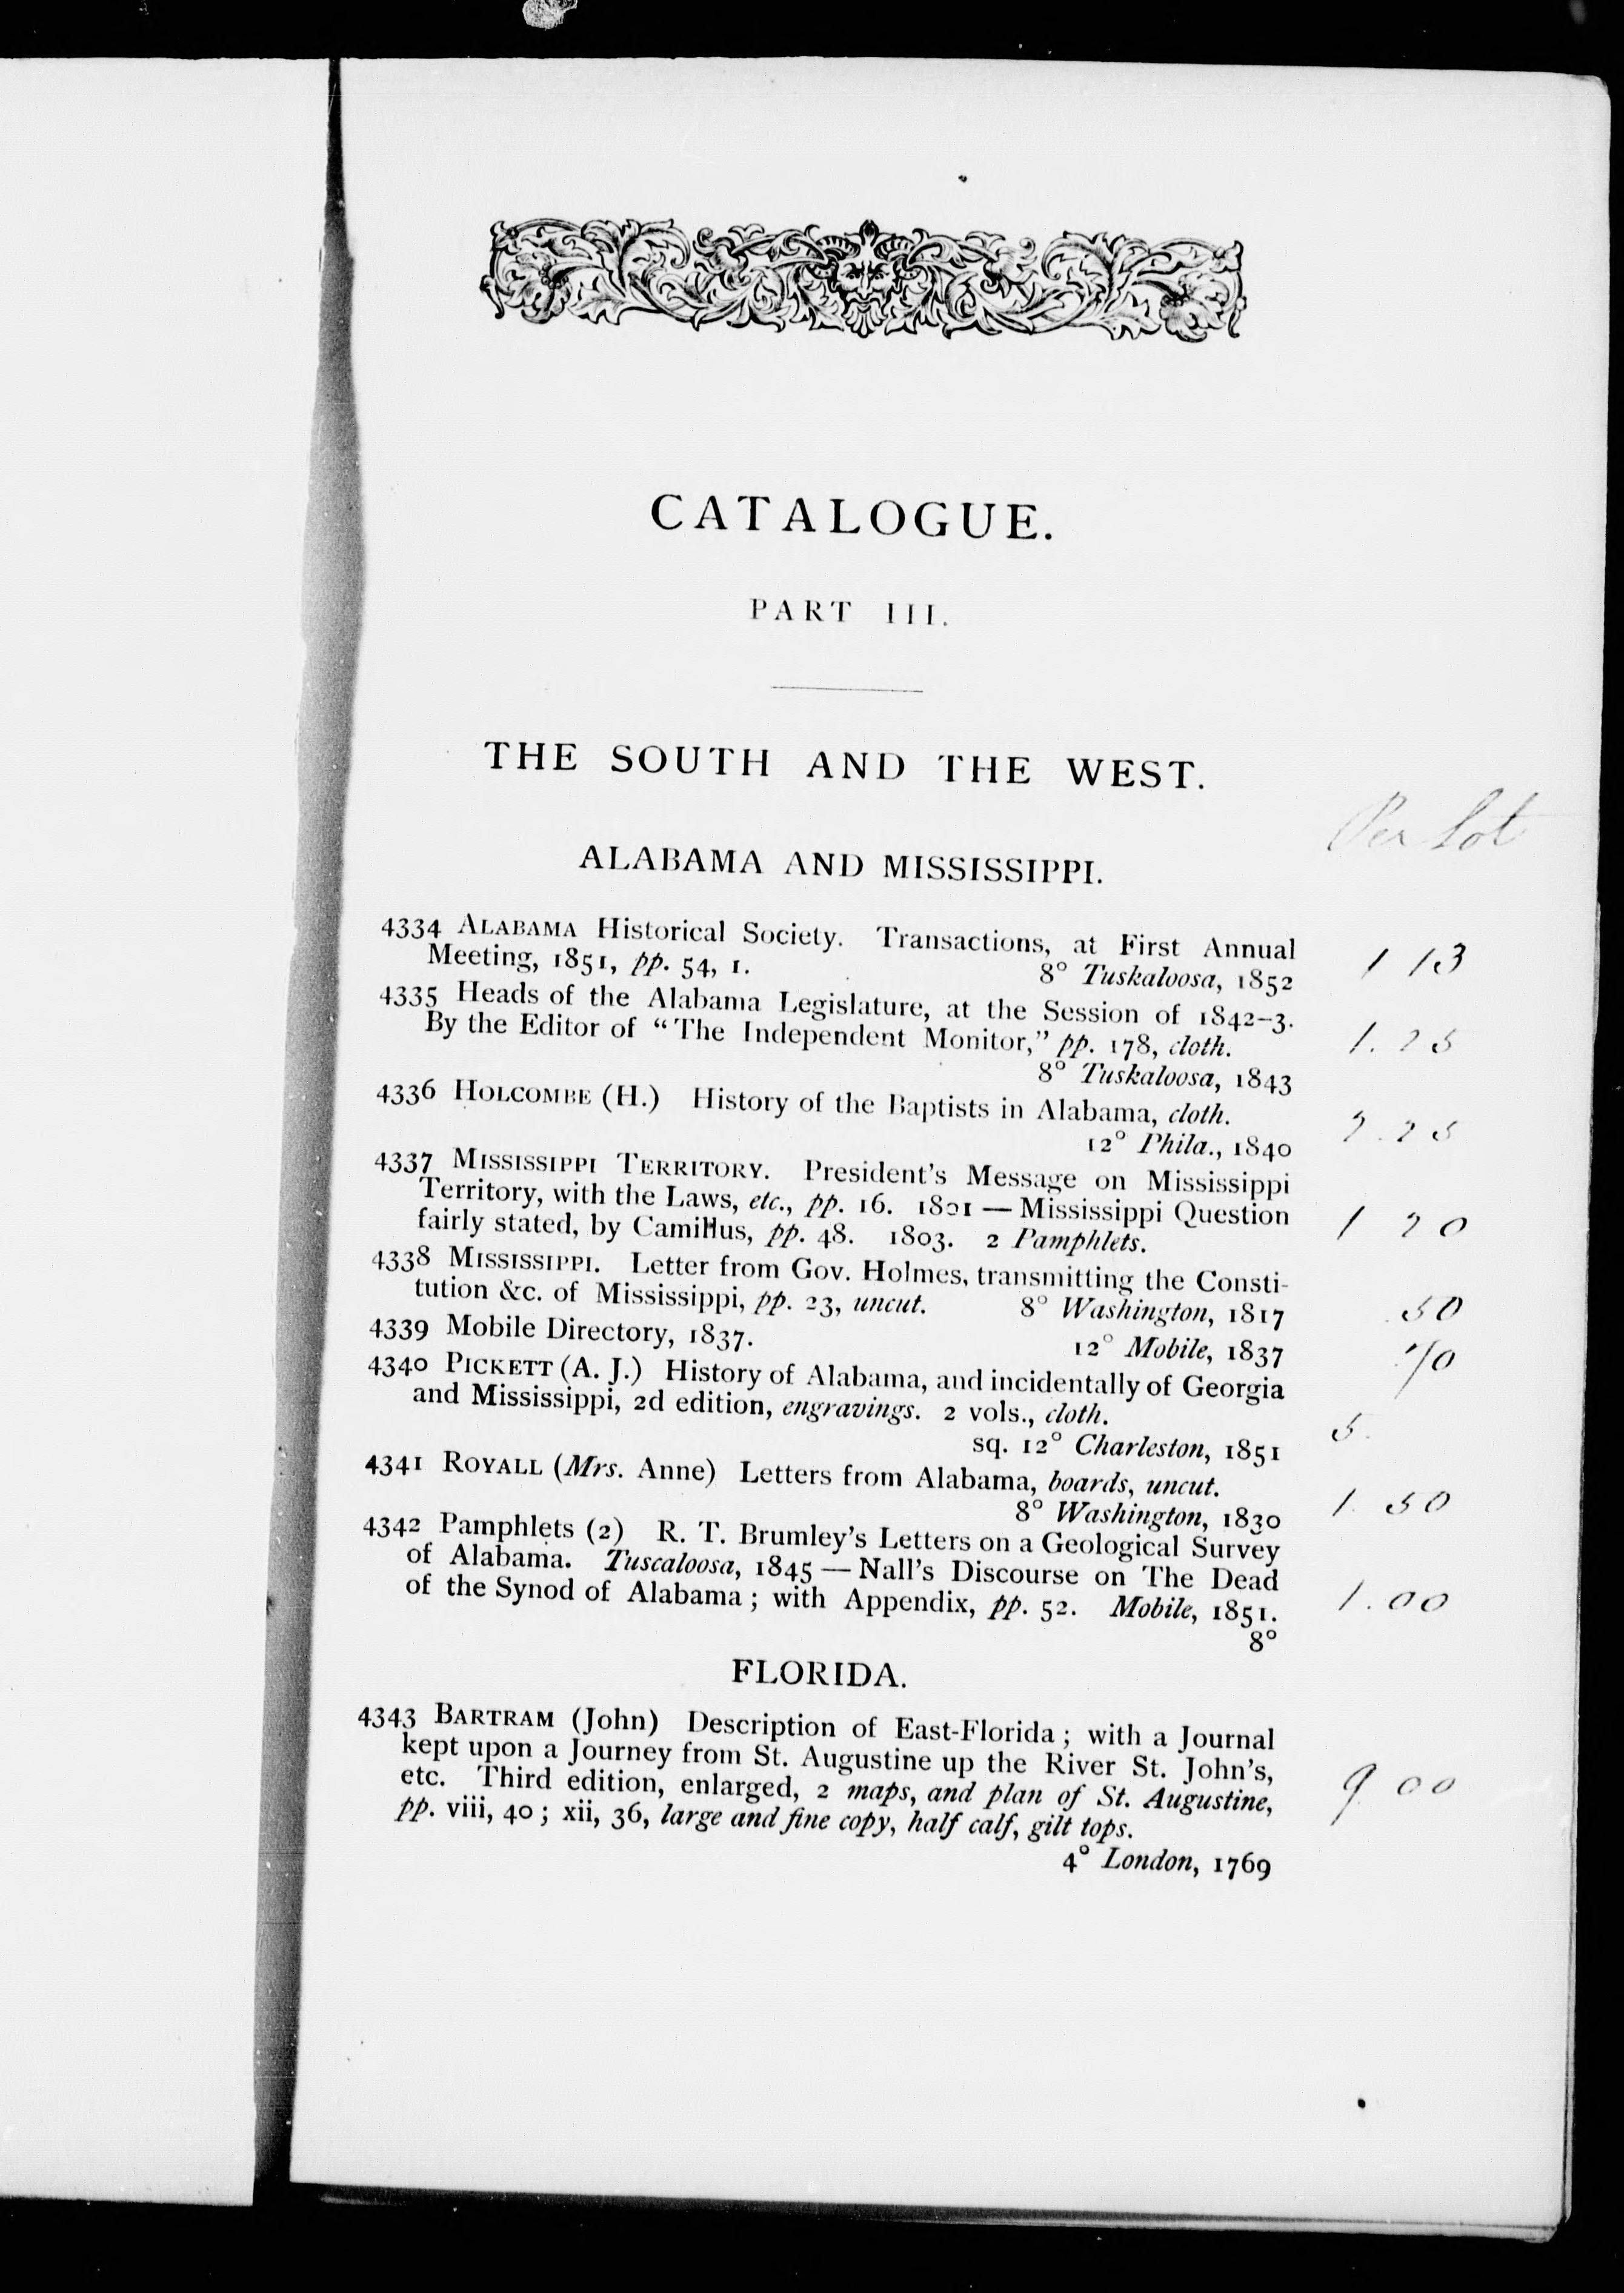 CATALOGUE.
PART III.
THE SOUTH AND THE WEST.
Per Lot
ALABAMA AND MISSISSIPPI.
4334 ALABAMA Historical Society. Transactions, at First Annual
Meeting, 1851, pp. 54, 1. 8° Tuskaloosa, 1852 1 13
4335 Heads of the Alabama Legislature, at the Session of 1842–3.
By the Editor of “The Independent Monitor,” pp. 178, cloth. 1.25
8° Tuskaloosa, 1843
4336 HOLCOMBE (H.) History of the Baptists in Alabama, cloth.
12° Phila., 1840 2.25
4337 MISSISSIPPI TERRITORY. President’s Message on Mississippi
Territory, with the Laws, etc., pp. 16. 1801 — Mississippi Question
fairly stated, by Camillus, pp. 48. 1803. 2 Pamphlets. 1 20
4338 MISSISSIPPI. Letter from Gov. Holmes, transmitting the Consti-
tution &c. of Mississippi, pp. 23, uncut. 8° Washington, 1817 .50
4339 Mobile Directory, 1837. 12° Mobile, 1837 .70
4340 PICKETT (A. J.) History of Alabama, and incidentally of Georgia
and Mississippi, 2d edition, engravings. 2 vols., cloth.
sq. 12° Charleston, 1851 5.
4341 ROYALL (Mrs. Anne) Letters from Alabama, boards, uncut.
8° Washington, 1830 1.50
4342 Pamphlets (2) R. T. Brumley’s Letters on a Geological Survey
of Alabama. Tuscaloosa, 1845 — Nall’s Discourse on The Dead
of the Synod of Alabama ; with Appendix, pp. 52. Mobile, 1851. 1.00
8°
FLORIDA.
4343 BARTRAM (John) Description of East-Florida ; with a Journal
kept upon a Journey from St. Augustine up the River St. John’s,
etc. Third edition, enlarged, 2 maps, and plan of St. Augustine, 9 00
pp. viii, 40 ; xii, 36, large and fine copy, half calf, gilt tops.
4° London, 1769